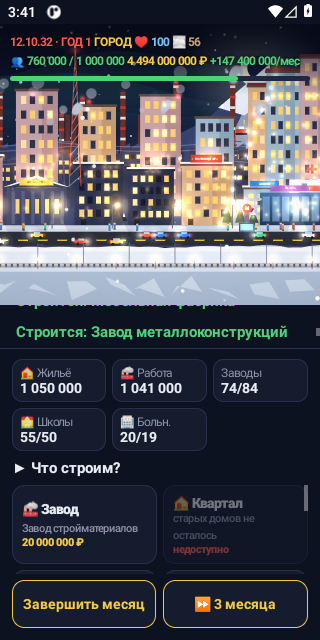 3:41
12.10.32 · ГОД 1 ГОРОД ❤️ 100 📰 56
👥 760 000 / 1 000 000 4 494 000 000 ₽ +147 400 000/мес
Строится: Завод металлоконструкций
🏠 Жильё
1 050 000
🏭 Работа
1 041 000
Заводы
74/84
🏫 Школы
55/50
🏥 Больн.
20/19
▶ Что строим?
🏭 Завод
Завод стройматериалов
20 000 000 ₽
🏠 Квартал
старых домов не
осталось
недоступно
Завершить месяц
⏩ 3 месяца